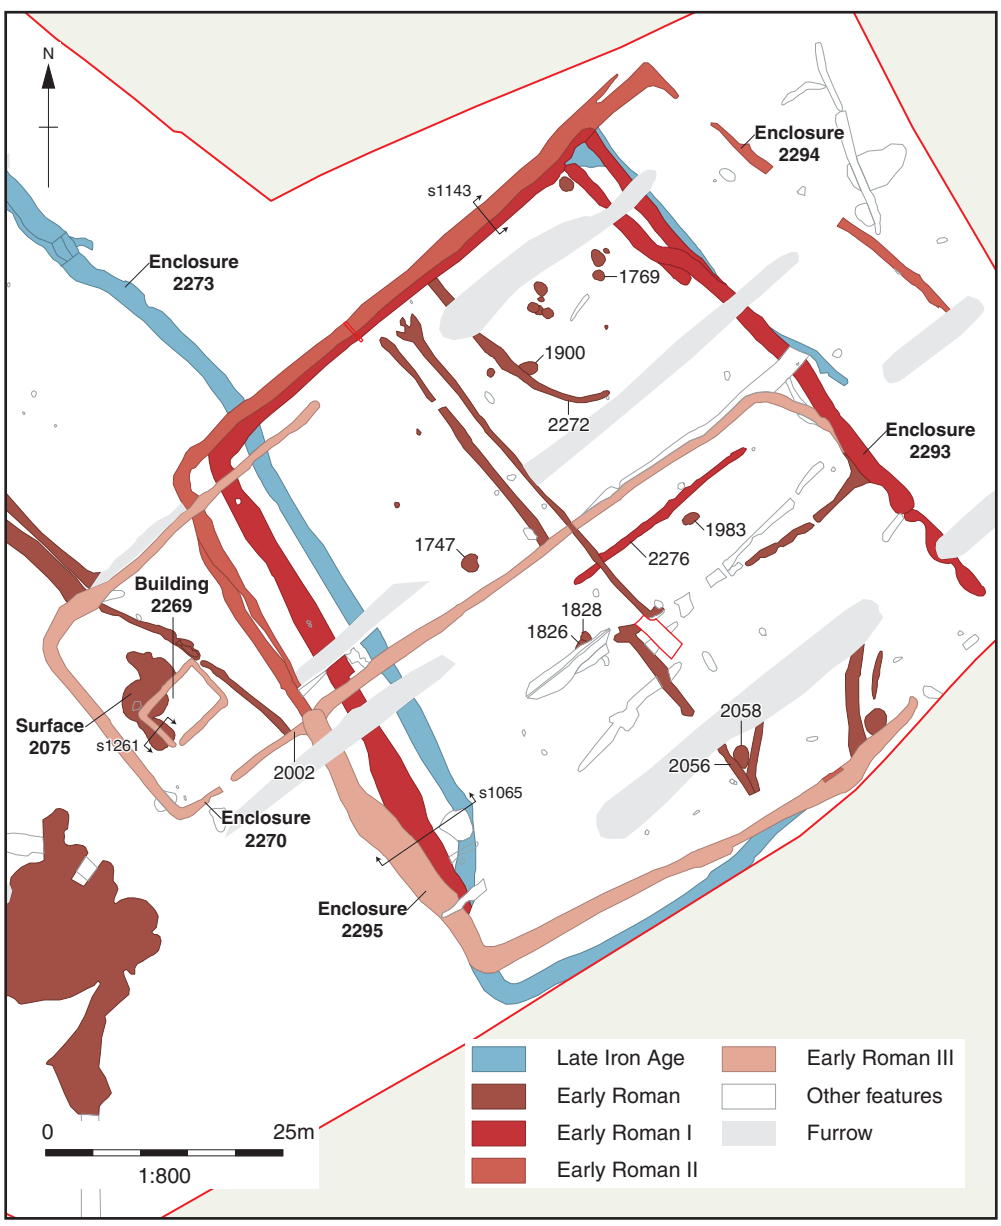 N
Enclosure
2294
s1143
Enclosure
2273
1769
1900
2272
Enclosure
2293
1983
1747
2276
Building
2269
1828
1826
Surface
2075
s1261
2058
2056
2002
s1065
Enclosure
2270
Enclosure
2295
Late Iron Age
Early Roman
Early Roman I
Early Roman II
Early Roman III
Other features
Furrow
0 25m
1:800